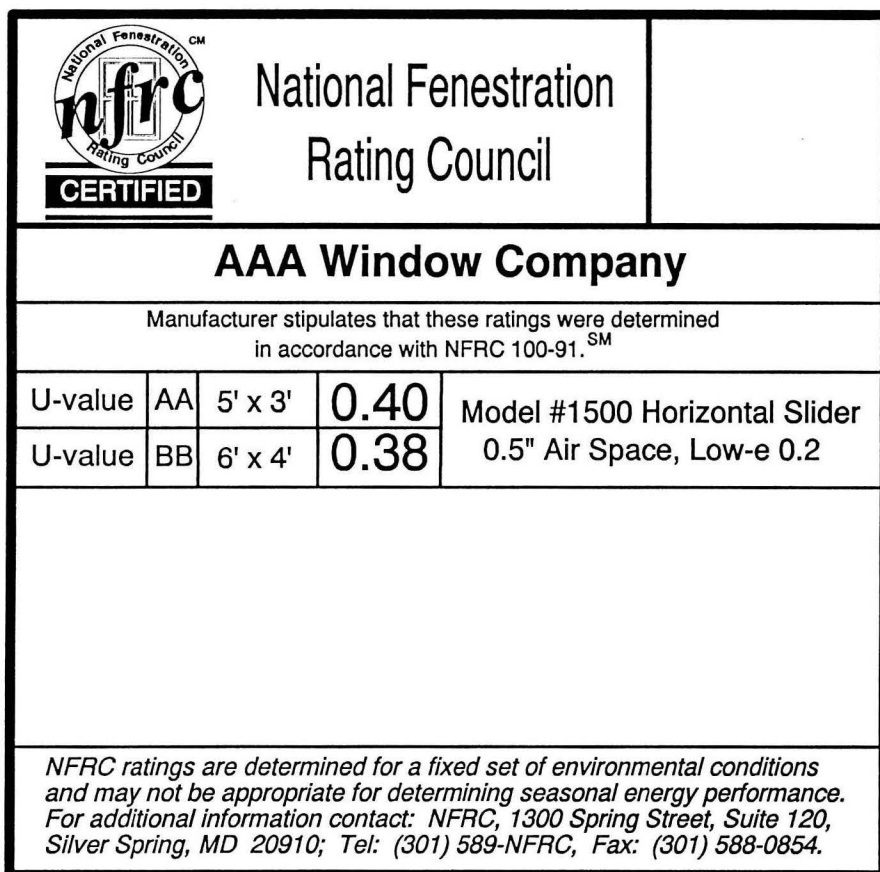 National Fenestration
CM
nfrc
Rating Council
CERTIFIED
National Fenestration
Rating Council
AAA Window Company
Manufacturer stipulates that these ratings were determined
in accordance with NFRC 100-91.SM
U-value AA 5' x 3' 0.40
U-value BB 6' x 4' 0.38
Model #1500 Horizontal Slider
0.5" Air Space, Low-e 0.2
NFRC ratings are determined for a fixed set of environmental conditions
and may not be appropriate for determining seasonal energy performance.
For additional information contact: NFRC, 1300 Spring Street, Suite 120,
Silver Spring, MD 20910; Tel: (301) 589-NFRC, Fax: (301) 588-0854.